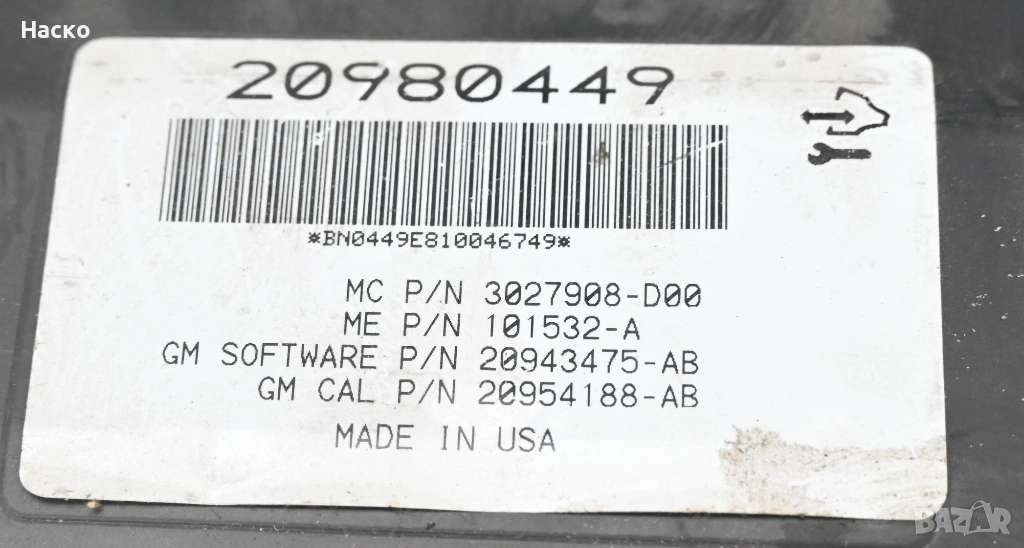 Наско
20980449
*BN0449E810046749*
MC P/N 3027908-D00
ME P/N 101532-A
GM SOFTWARE P/N 20943475-AB
GM CAL P/N 20954188-AB
MADE IN USA
BAZAR